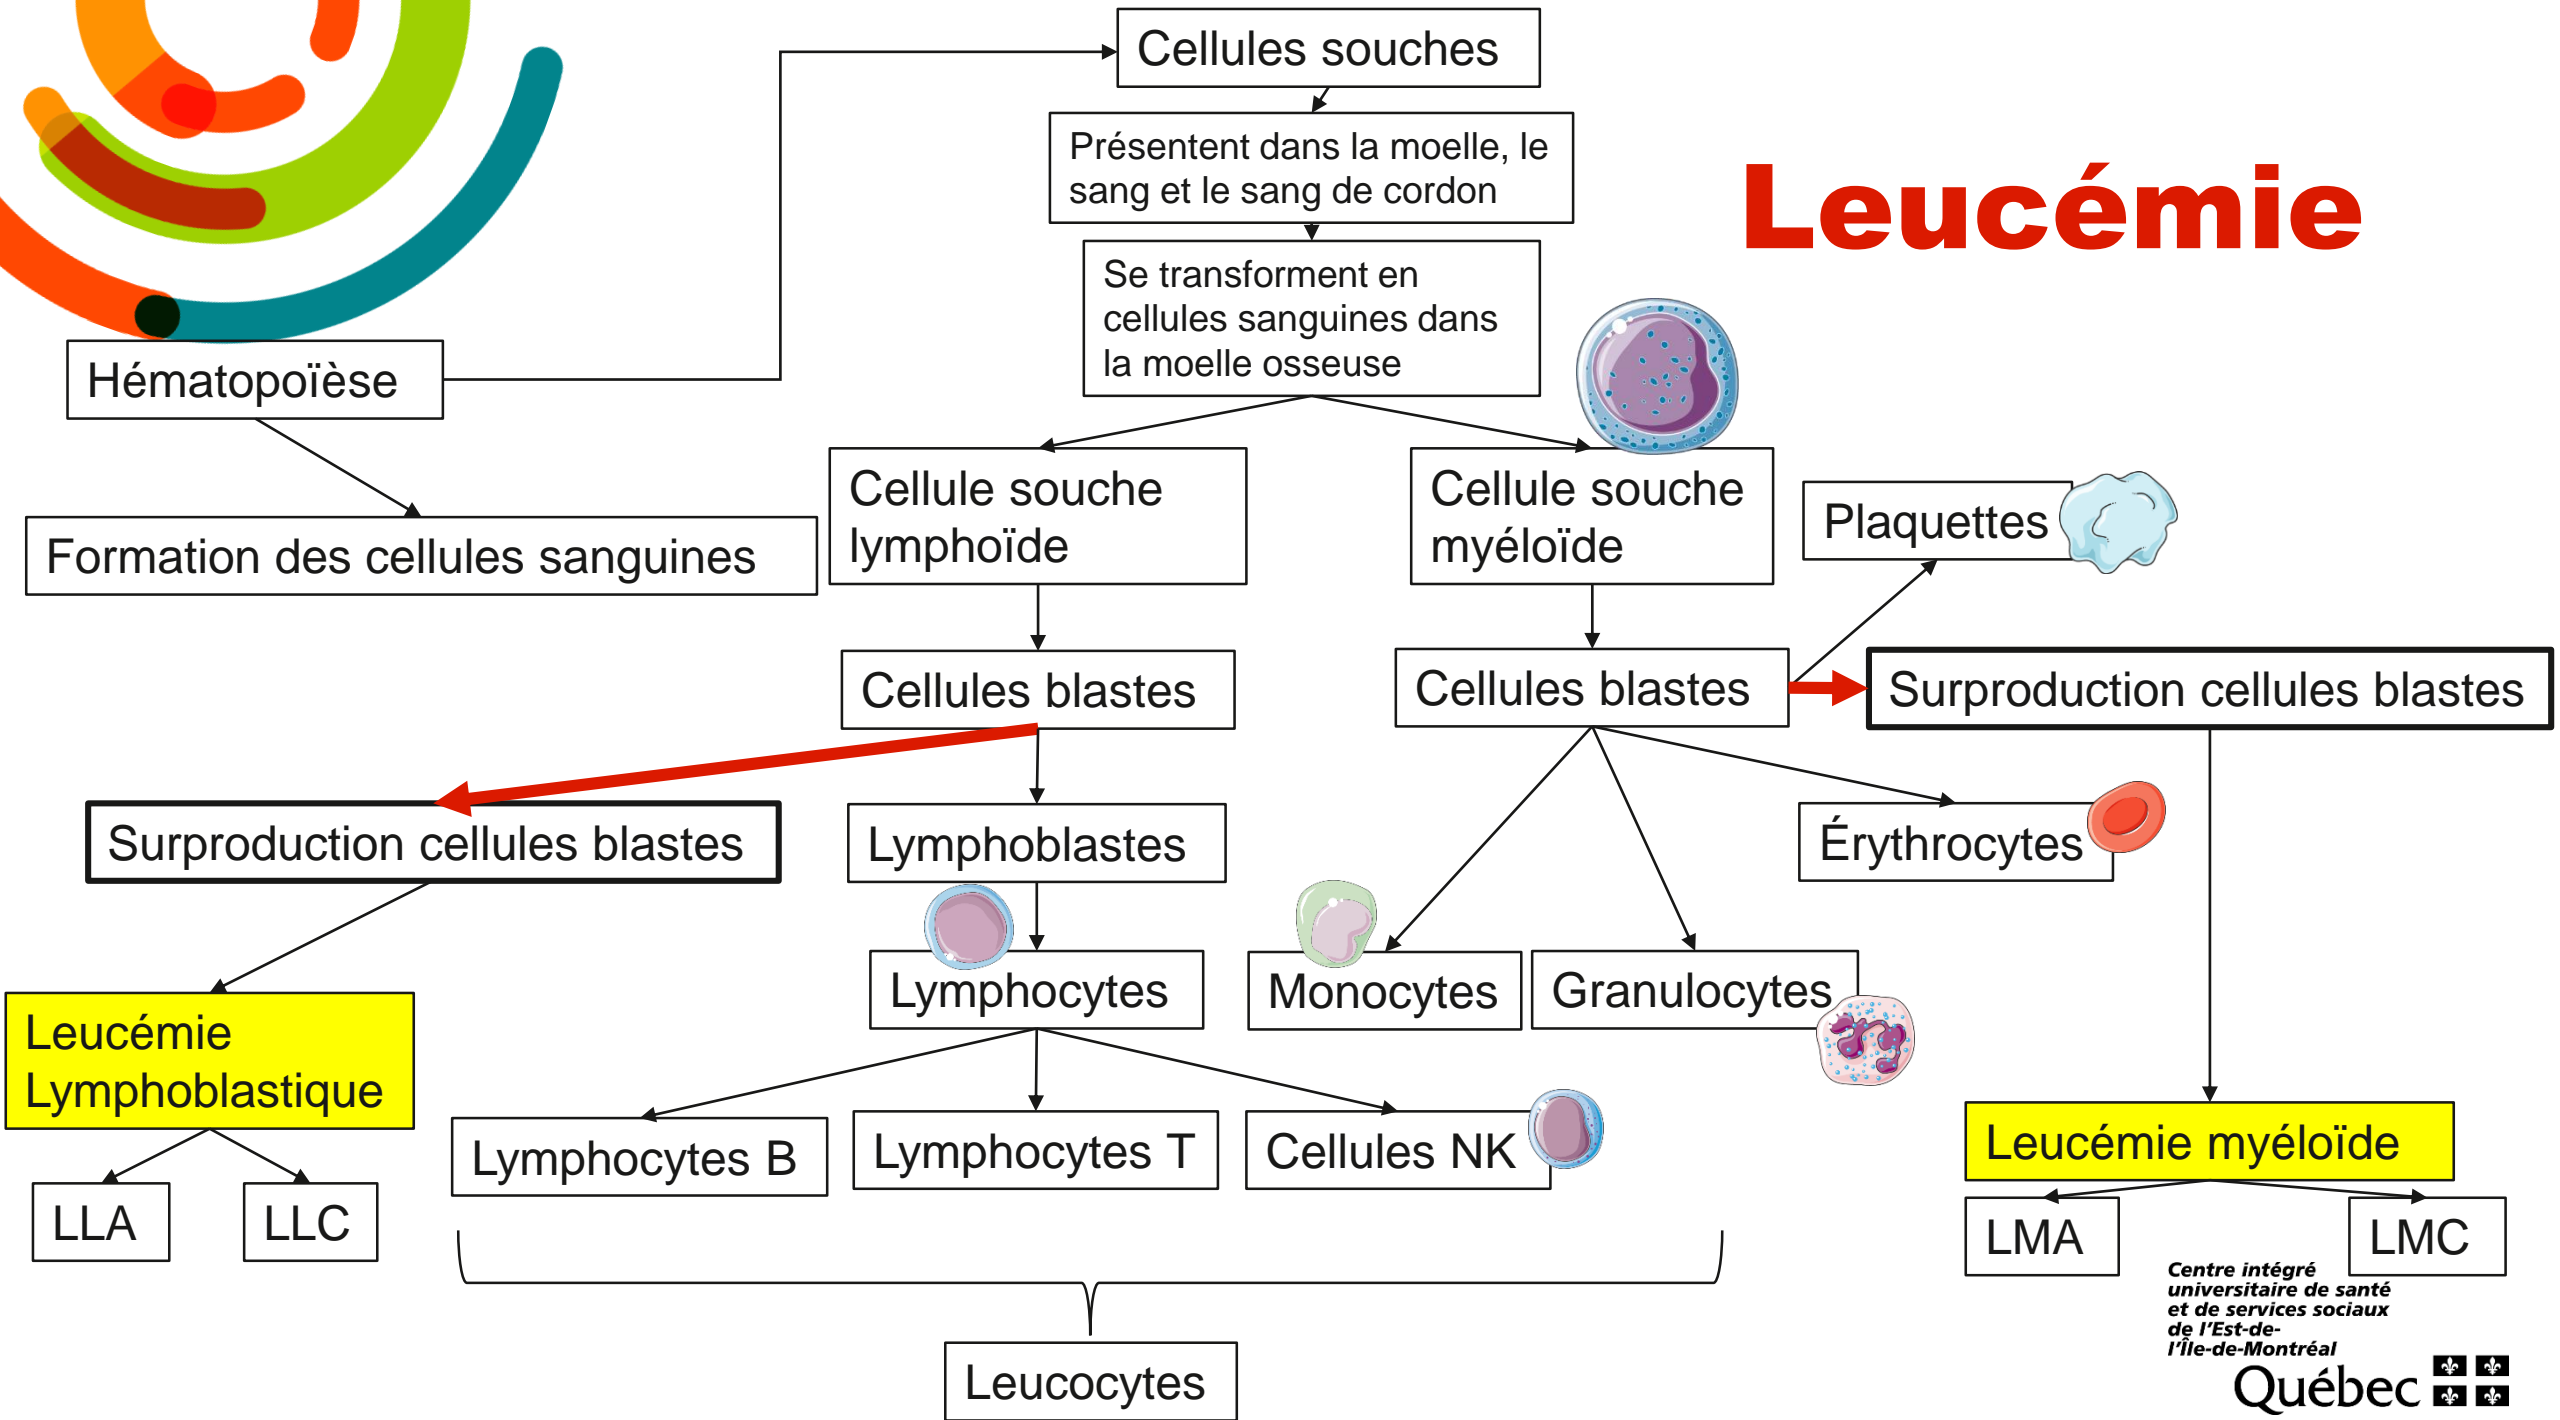 Cellules souches
Présentent dans la moelle, le
sang et le sang de cordon
Leucémie
Se transforment en
cellules sanguines dans
la moelle osseuse
Hématopoïèse
Formation des cellules sanguines
Cellule souche
lymphoïde
Cellule souche
myéloïde
Plaquettes
Cellules blastes
Cellules blastes
Surproduction cellules blastes
Surproduction cellules blastes
Lymphoblastes
Érythrocytes
Lymphocytes
Monocytes
Granulocytes
Leucémie
Lymphoblastique
Lymphocytes B
Lymphocytes T
Cellules NK
Leucémie myéloïde
LLA
LLC
LMA
LMC
Leucocytes
Centre intégré
universitaire de santé
et de services sociaux
de l'Est-de-
l'Île-de-Montréal
Québec